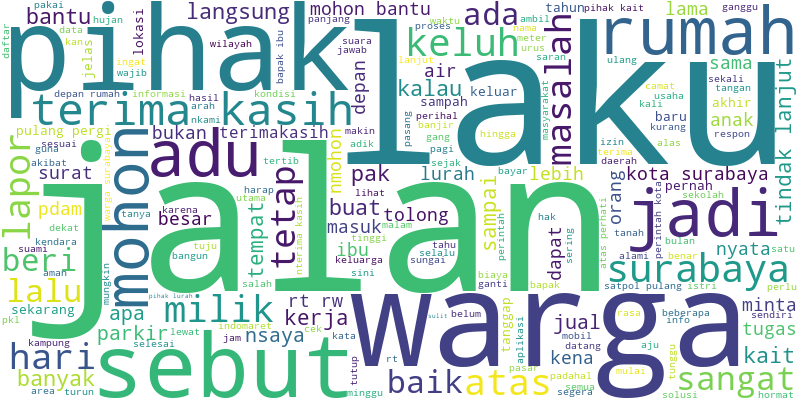 pakai
bantu
hujan
daftar
data
kan
jelas
lokasi
langsung
mohon bantu
panjang
ingat
wilayah
wajib
pihak
laku
ada
ambil
waktu
proses
nama
meter
urus
suara
jawab
bapak ibu
depan
keluh
lanjut
saran
tahun
pihak kait
lama
ganggu
rumah
ulang
sama
sekali
camat
tangan
usaha
kali
akhir
baru
respon
kurang
anak
masalah
masyarakat
tindak lanjut
air
kalau
keluar
sampah
perihal
banjir
pasang
gang
hingga
pagi
izin
terima
daerah
alas
depan rumah
informasi
kondisi
hasil
arah
nkami
terima kasih
pulang pergi
sesuai
guna
akibat
lapor
surat
warga surabaya
mohon
bukan
terimakasih
adu
makin
adik
tertib
nmohon
sejak
bayar
lurah
lebih
pak
tetap
lihat
kota surabaya
pernah
sekolah
orang
pdam
tanya
dekat
karena
besar
utama
harap
buat
tolong
masuk
malam
tinggi
ibu
tahu
selalu
sungai
keluarga
sini
sampai
perintah
hak
dapat
sering
atas perhati
tanah
perintah kota
bulan
jadi
nyata
satu
suami
kendara
aman
beri
mungkin
bangun
tuju
tempat
salah
nterima kasih
jalan
biaya
ganti
bapak
alami
benar
surabaya
satpol
pulang
istri
perlu
lalu
sekarang
pkl
pihak lurah
milik
rt rw
indomaret
kerja
cek
apa
parkir
lewat
nsaya
jam
kata
kampung
selesai
hari
banyak
area
turun
sebut
tutup
rt
minggu
sulit
belum
warga
baik
atas
tanggap
aplikasi
jual
mobil
datang
kena
pasar
padahal
semua
segera
aju
rasa
tunggu
mulai
minta
beberapa
info
sendiri
tugas
kait
sangat
solusi
hormat